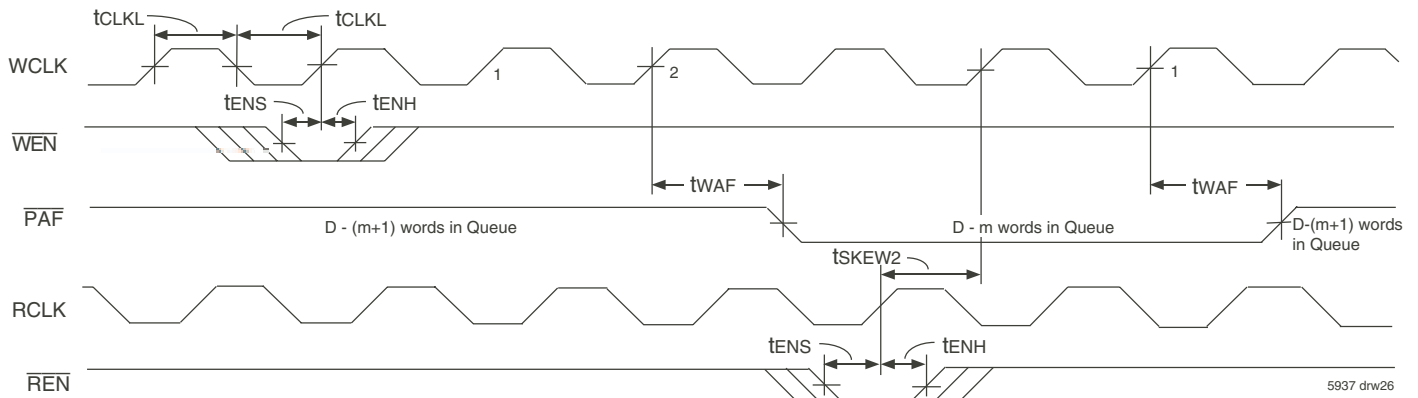 tCLKL tCLKL
WCLK
1 2 1
tENS tENH
WEN
tWAF tWAF
PAF
D - (m+1) words in Queue
D - m words in Queue
D-(m+1) words
in Queue
tSKEW2
RCLK
tENS tENH
REN
5937 drw26